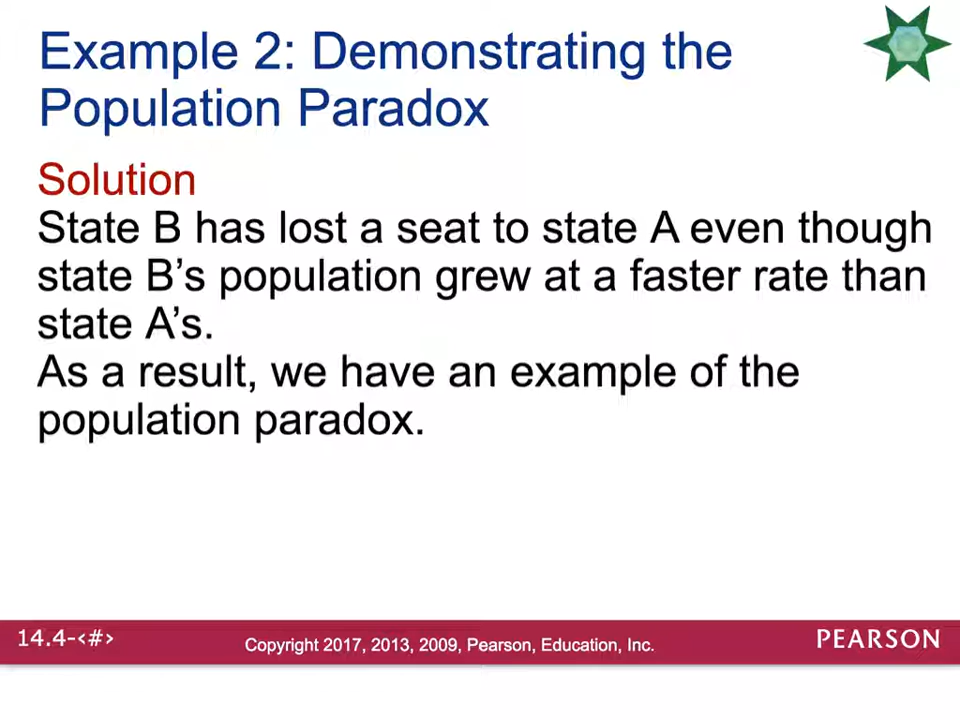 Example 2: Demonstrating the
Population Paradox
Solution
State B has lost a seat to state A even though
state B’s population grew at a faster rate than
state A’s.
As a result, we have an example of the
population paradox.
14.4-<#>
Copyright 2017, 2013, 2009, Pearson, Education, Inc.
PEARSON